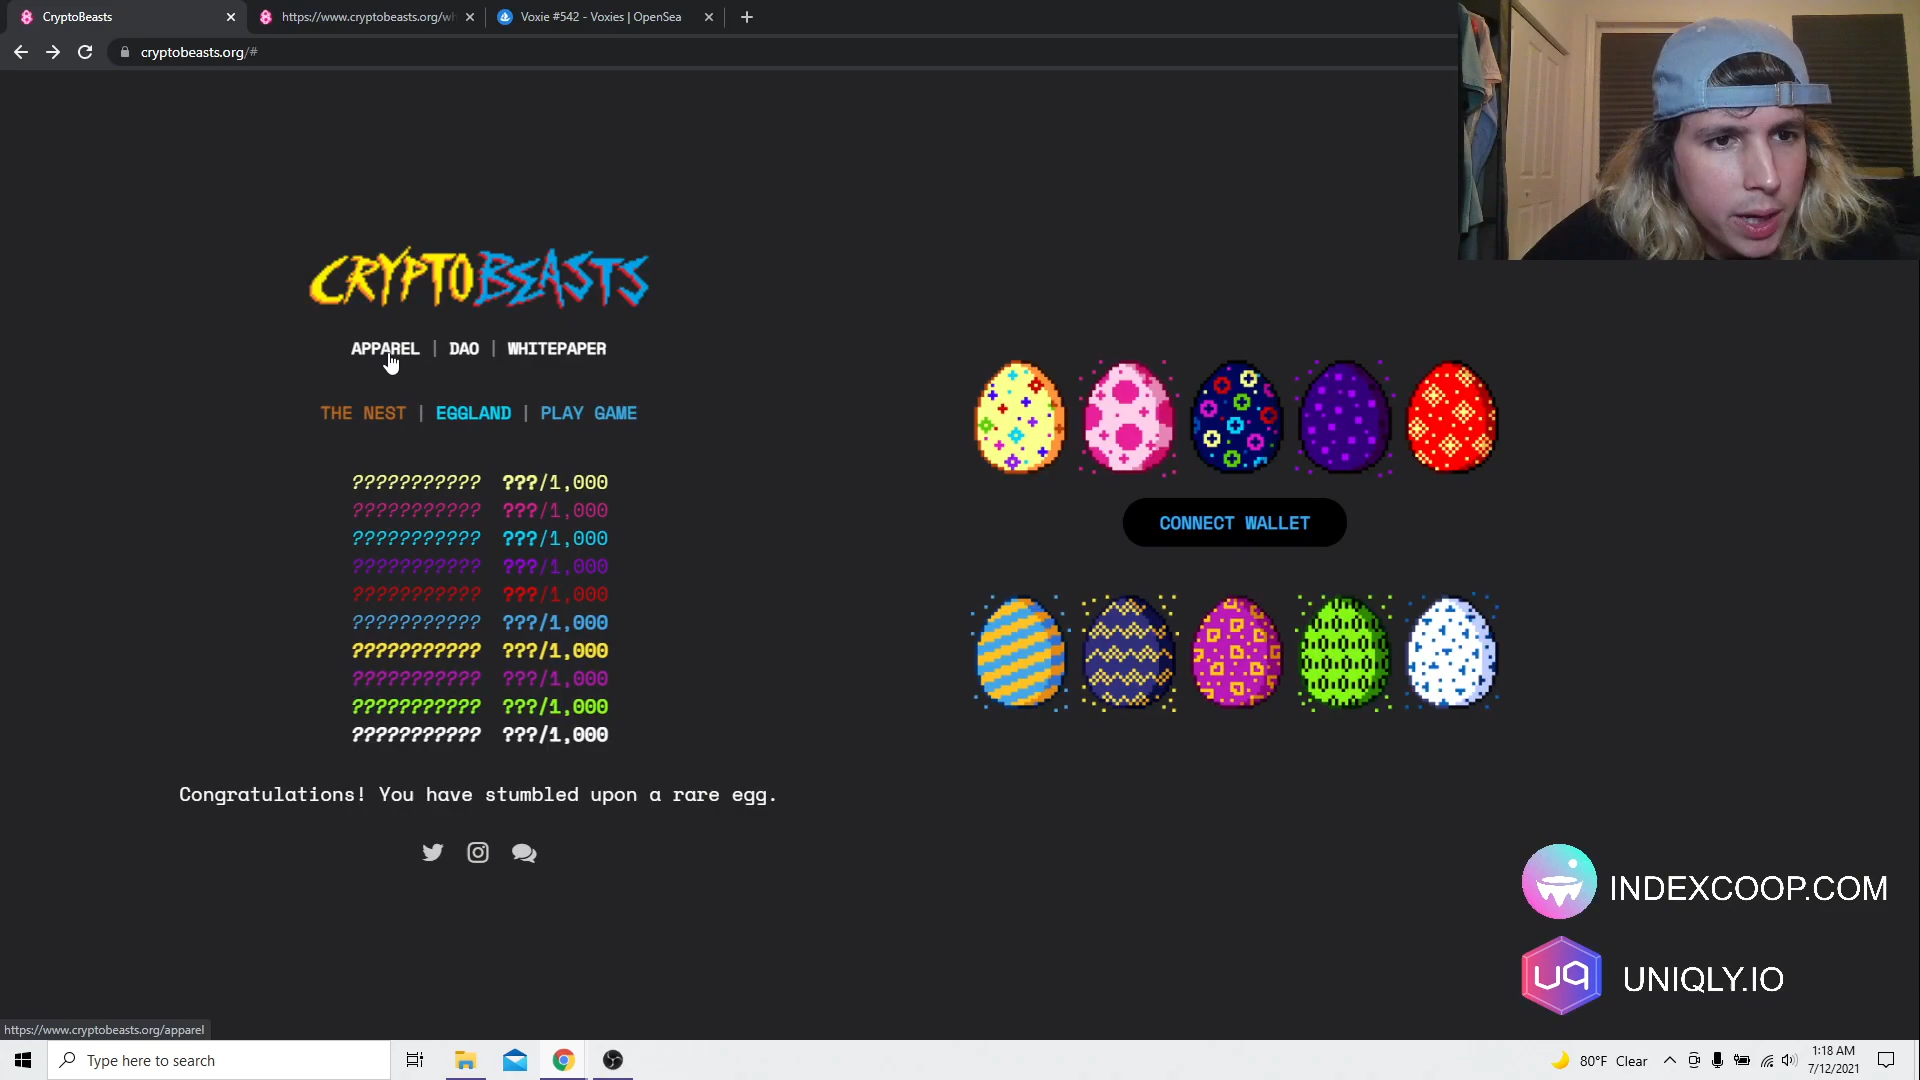 CryptoBeasts
https://www.cryptobeasts.org/wh
Voxie #542 - Voxies | OpenSea
cryptobeasts.org/#
CRYPTOBEASTS
APPAREL | DAO | WHITEPAPER
THE NEST | EGGLAND | PLAY GAME
??????????? ???/1,000
??????????? ???/1,000
??????????? ???/1,000
??????????? ???/1,000
??????????? ???/1,000
??????????? ???/1,000
??????????? ???/1,000
??????????? ???/1,000
??????????? ???/1,000
??????????? ???/1,000
Congratulations! You have stumbled upon a rare egg.
CONNECT WALLET
INDEXCOOP.COM
UQ UNIQLY.IO
https://www.cryptobeasts.org/apparel
Type here to search
80°F Clear
1:18 AM
7/12/2021